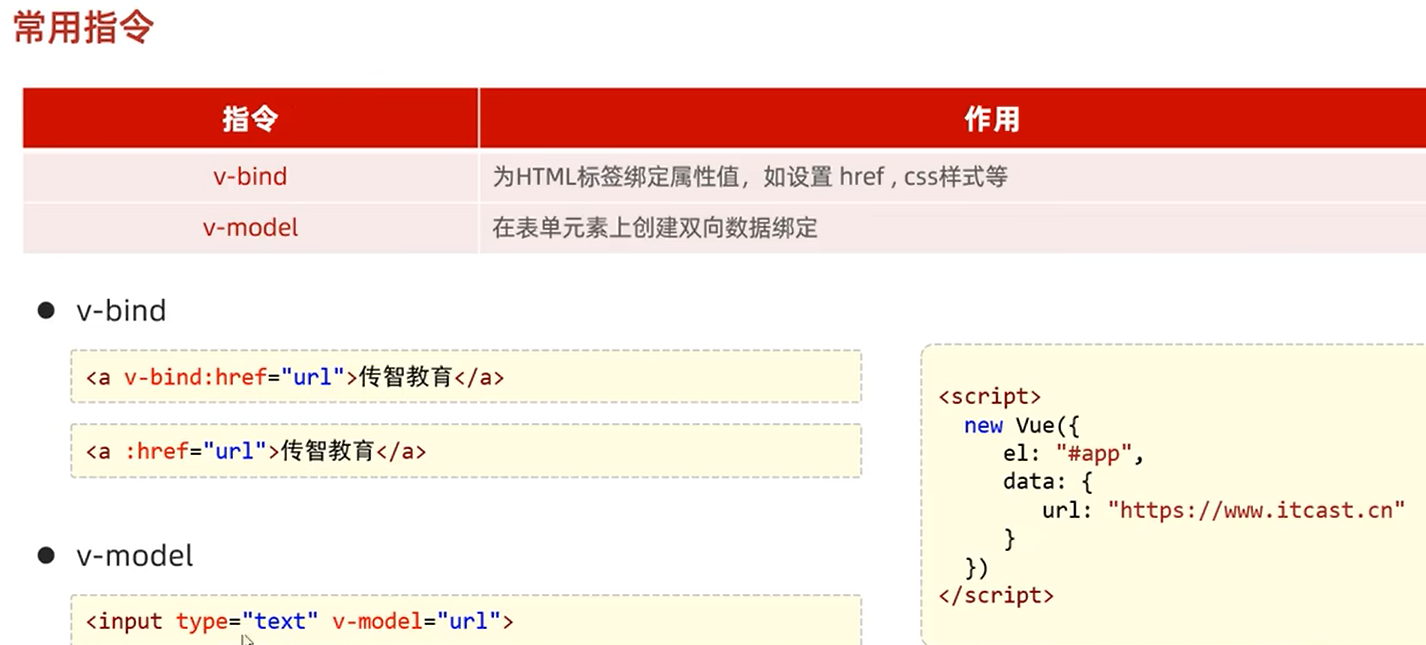 常用指令
指令 作用
v-bind 为HTML标签绑定属性值，如设置 href , css样式等
v-model 在表单元素上创建双向数据绑定
v-bind
<a v-bind:href="url">传智教育</a>
<a :href="url">传智教育</a>
v-model
<input type="text" v-model="url">
<script>
new Vue({
el: "#app",
data: {
url: "https://www.itcast.cn"
}
})
</script>